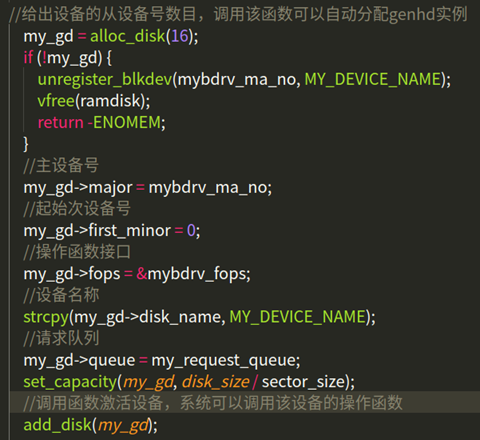 //给出设备的从设备号数目，调用该函数可以自动分配genhd实例
my_gd = alloc_disk(16);
if (!my_gd) {
unregister_blkdev(mybdrv_ma_no, MY_DEVICE_NAME);
vfree(ramdisk);
return -ENOMEM;
}
//主设备号
my_gd->major = mybdrv_ma_no;
//起始次设备号
my_gd->first_minor = 0;
//操作函数接口
my_gd->fops = &mybdrv_fops;
//设备名称
strcpy(my_gd->disk_name, MY_DEVICE_NAME);
//请求队列
my_gd->queue = my_request_queue;
set_capacity(my_gd, disk_size / sector_size);
//调用函数激活设备，系统可以调用该设备的操作函数
add_disk(my_gd);